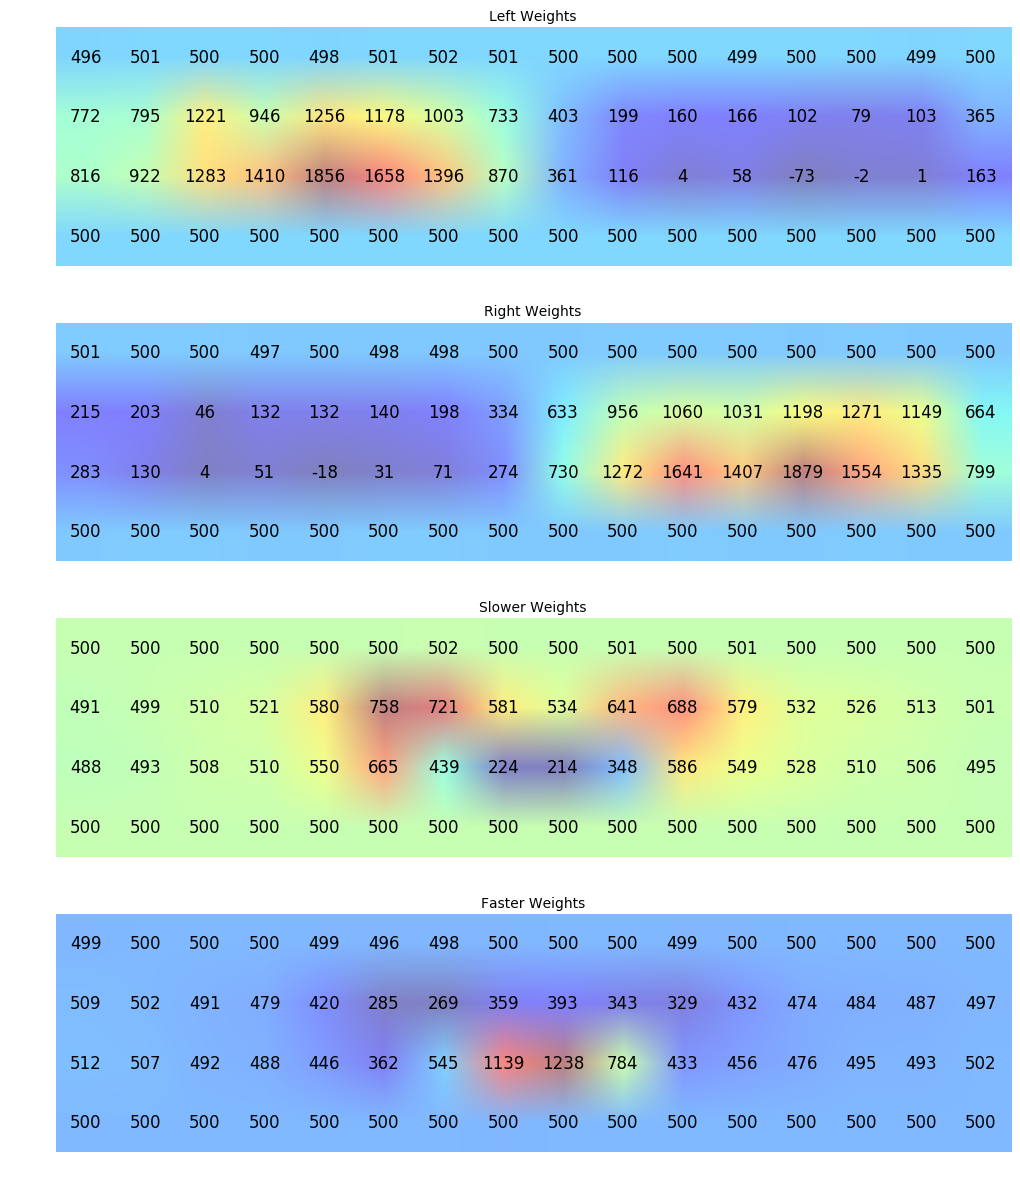 Left Weights
496 501 500 500 498 501 502 501 500 500 500 499 500 500 499 500
772 795 1221 946 1256 1178 1003 733 403 199 160 166 102 79 103 365
816 922 1283 1410 1856 1658 1396 870 361 116 4 58 -73 -2 1 163
500 500 500 500 500 500 500 500 500 500 500 500 500 500 500 500
Right Weights
501 500 500 497 500 498 498 500 500 500 500 500 500 500 500 500
215 203 46 132 132 140 198 334 633 956 1060 1031 1198 1271 1149 664
283 130 4 51 -18 31 71 274 730 1272 1641 1407 1879 1554 1335 799
500 500 500 500 500 500 500 500 500 500 500 500 500 500 500 500
Slower Weights
500 500 500 500 500 500 502 500 500 501 500 501 500 500 500 500
491 499 510 521 580 758 721 581 534 641 688 579 532 526 513 501
488 493 508 510 550 665 439 224 214 348 586 549 528 510 506 495
500 500 500 500 500 500 500 500 500 500 500 500 500 500 500 500
Faster Weights
499 500 500 500 499 496 498 500 500 500 499 500 500 500 500 500
509 502 491 479 420 285 269 359 393 343 329 432 474 484 487 497
512 507 492 488 446 362 545 1139 1238 784 433 456 476 495 493 502
500 500 500 500 500 500 500 500 500 500 500 500 500 500 500 500